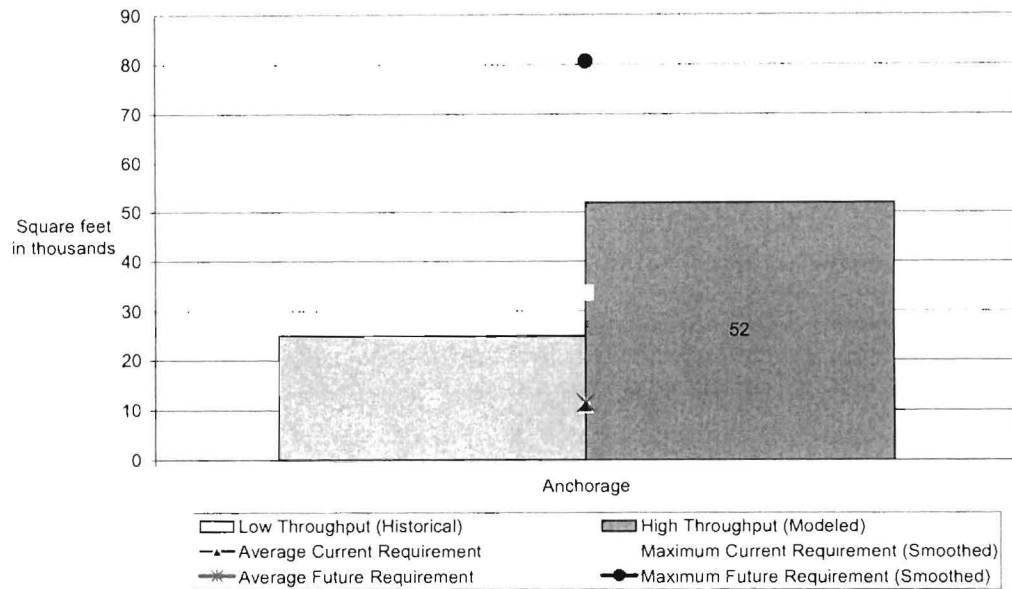 90
80
70
60
50
40
30
20
10
0
Square feet
in thousands
52
Anchorage
Low Throughput (Historical)
High Throughput (Modeled)
Average Current Requirement
Maximum Current Requirement (Smoothed)
Average Future Requirement
Maximum Future Requirement (Smoothed)